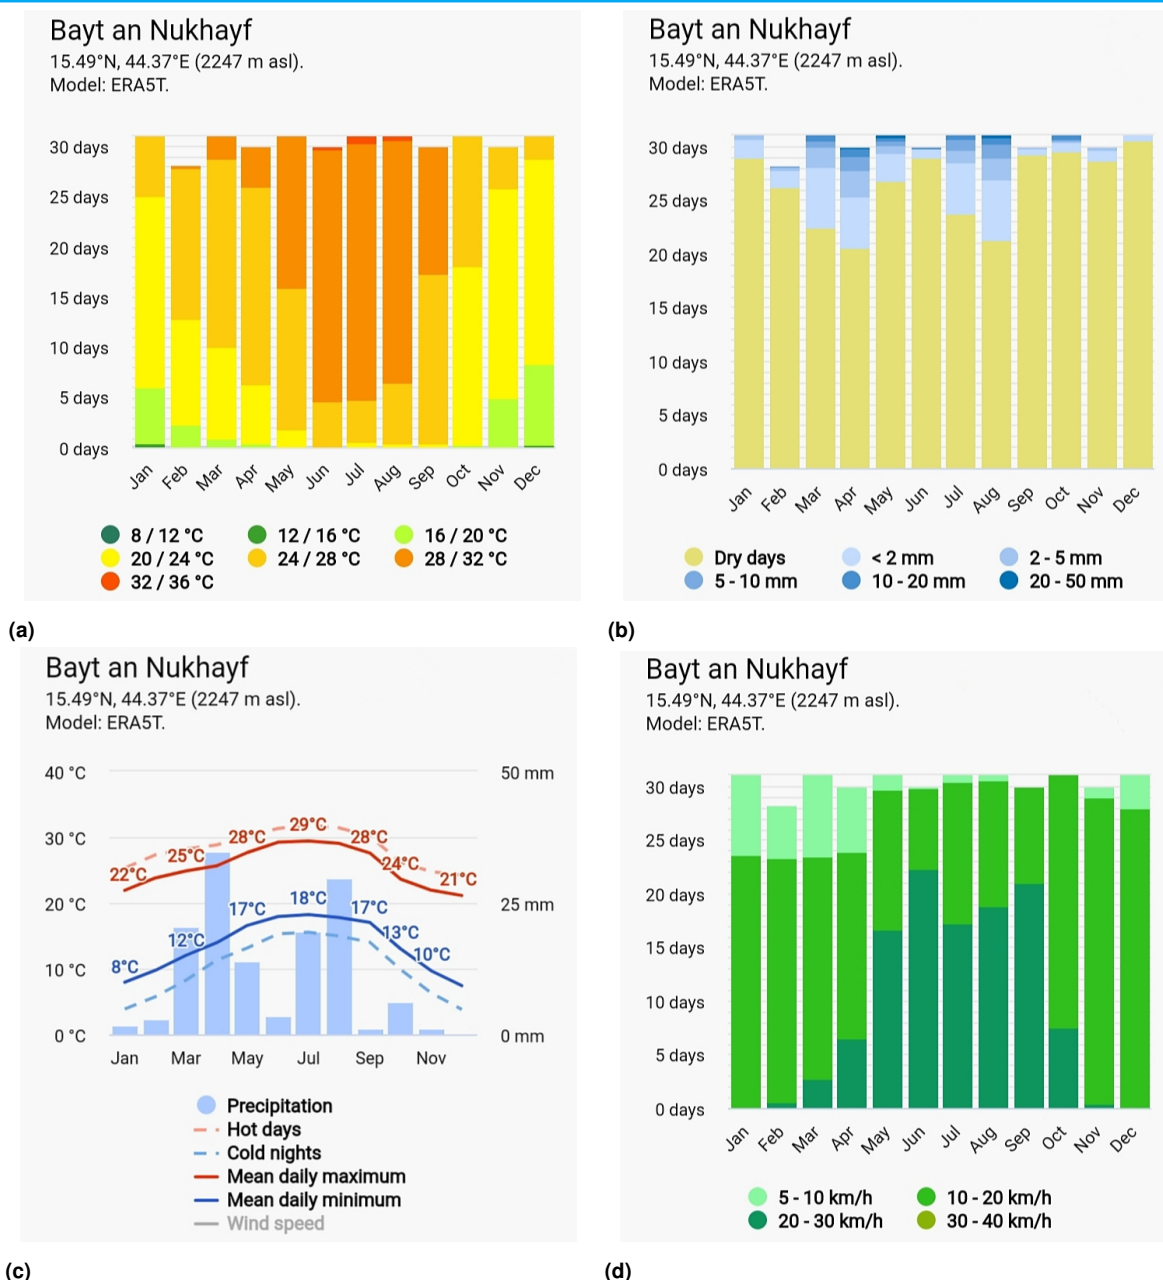 Bayt an Nukhayf
15.49°N, 44.37°E (2247 m asl).
Model: ERA5T.
30 days
25 days
20 days
15 days
10 days
5 days
0 days
Jan Feb Mar Apr May Jun Jul Aug Sep Oct Nov Dec
8 / 12 °C 12 / 16 °C 16 / 20 °C
20 / 24 °C 24 / 28 °C 28 / 32 °C
32 / 36 °C
(a)
Bayt an Nukhayf
15.49°N, 44.37°E (2247 m asl).
Model: ERA5T.
30 days
25 days
20 days
15 days
10 days
5 days
0 days
Jan Feb Mar Apr May Jun Jul Aug Sep Oct Nov Dec
Dry days < 2 mm 2 - 5 mm
5 - 10 mm 10 - 20 mm 20 - 50 mm
(b)
Bayt an Nukhayf
15.49°N, 44.37°E (2247 m asl).
Model: ERA5T.
40 °C 50 mm
30 °C
20 °C 25 mm
10 °C
0 °C 0 mm
22°C 25°C 28°C 29°C 28°C 24°C 21°C
8°C 12°C 17°C 18°C 17°C 13°C 10°C
Jan Mar May Jul Sep Nov
Precipitation
Hot days
Cold nights
Mean daily maximum
Mean daily minimum
Wind speed
(c)
Bayt an Nukhayf
15.49°N, 44.37°E (2247 m asl).
Model: ERA5T.
30 days
25 days
20 days
15 days
10 days
5 days
0 days
Jan Feb Mar Apr May Jun Jul Aug Sep Oct Nov Dec
5 - 10 km/h 10 - 20 km/h
20 - 30 km/h 30 - 40 km/h
(d)